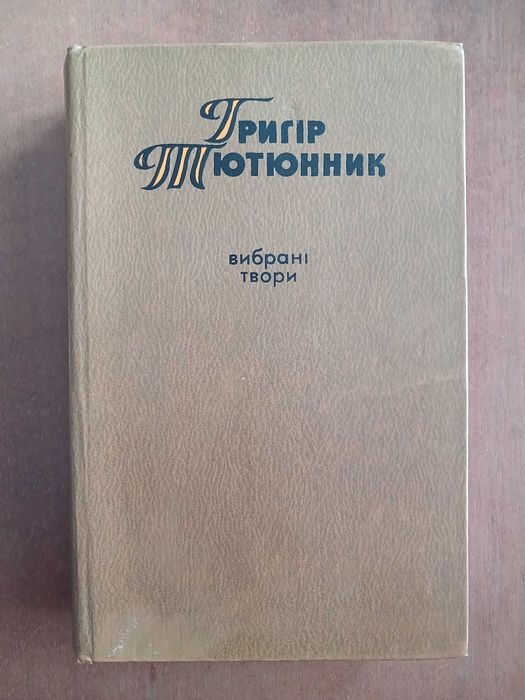 Григір
Тютюнник
вибрані
твори